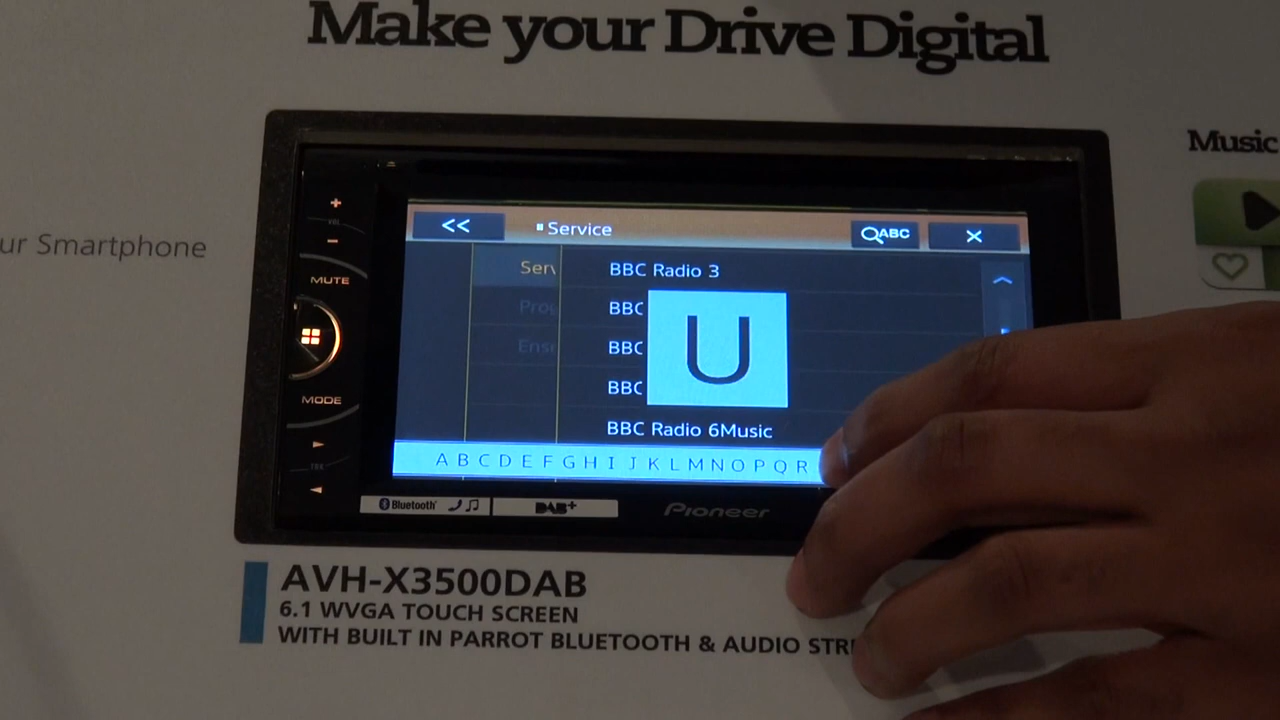 Make your Drive Digital
Music
ur Smartphone
+
VOL
−
MUTE
MODE
TRK
<<
Service
ABC
X
Serv
Prog
Ense
BBC Radio 3
BBC
BBC
BBC
BBC Radio 6Music
U
A B C D E F G H I J K L M N O P Q R
Bluetooth
DAB+
Pioneer
AVH-X3500DAB
6.1 WVGA TOUCH SCREEN
WITH BUILT IN PARROT BLUETOOTH & AUDIO STR